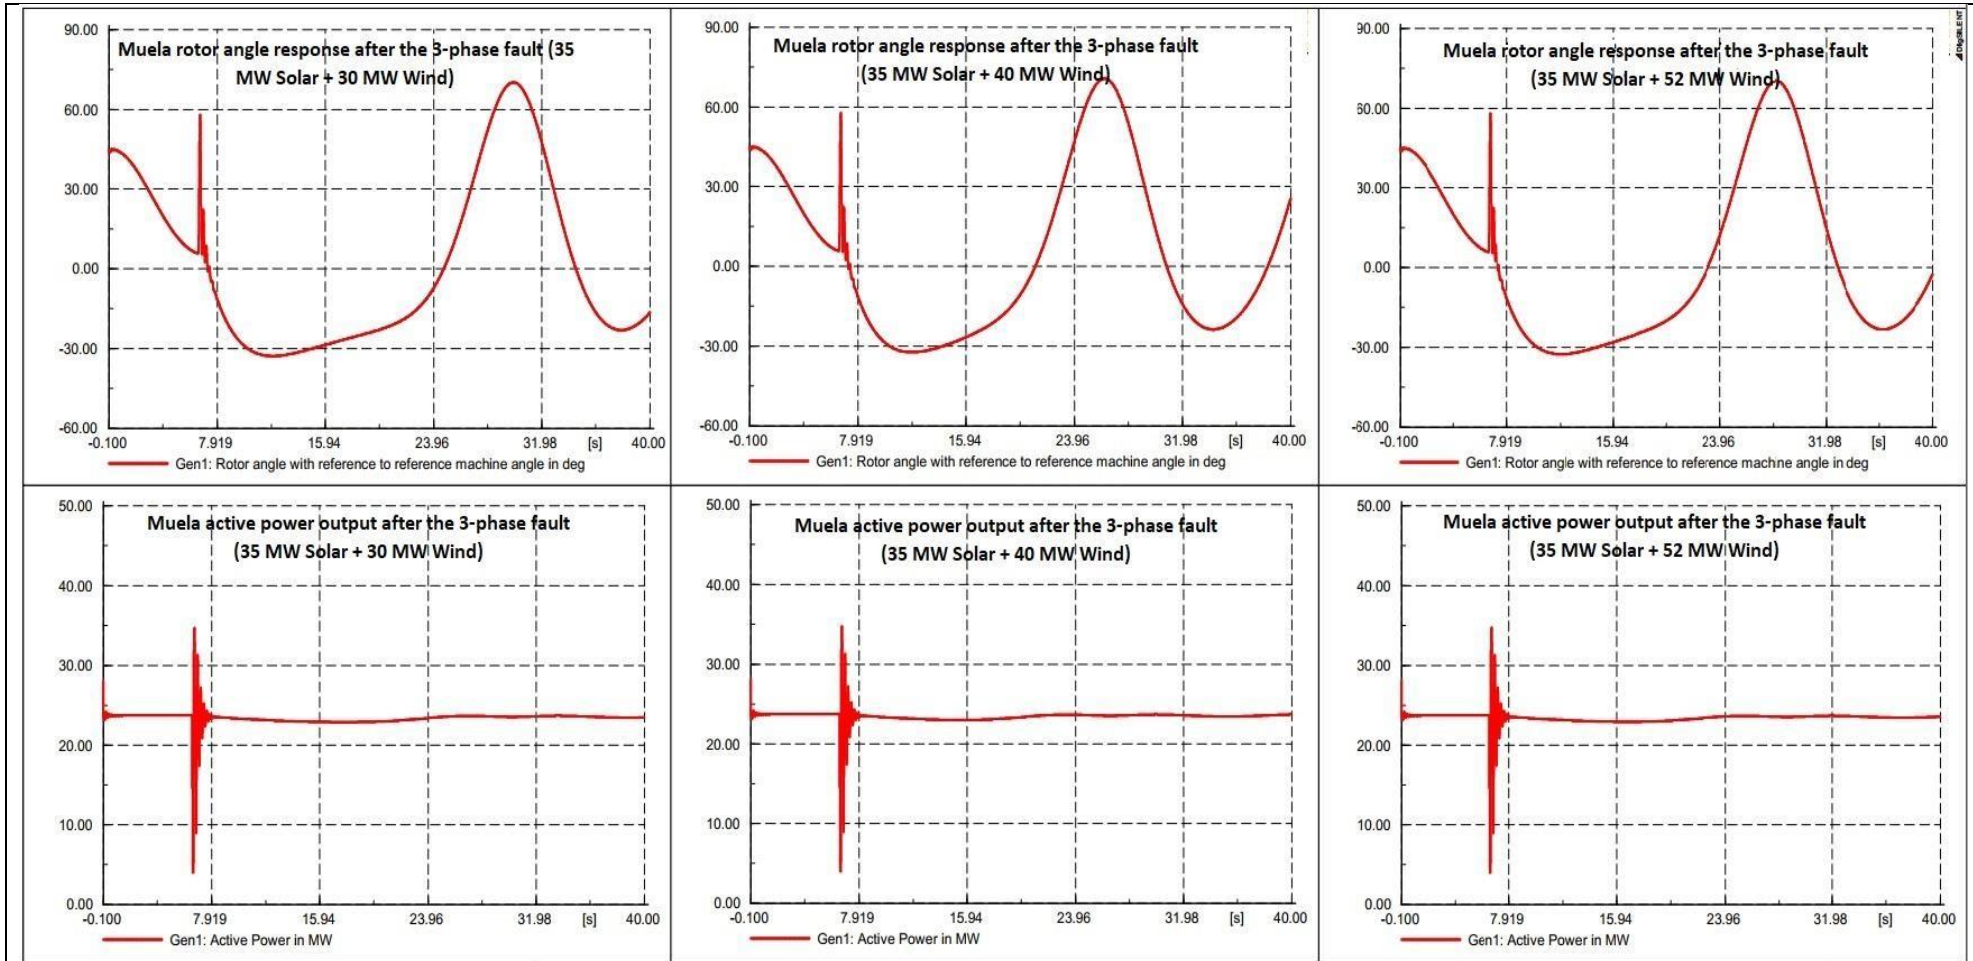 Muela rotor angle response after the 3-phase fault (35
MW Solar + 30 MW Wind)
90.00
60.00
30.00
0.00
-30.00
-60.00
-0.100 7.919 15.94 23.96 31.98 [s] 40.00
Gen1: Rotor angle with reference to reference machine angle in deg
Muela rotor angle response after the 3-phase fault
(35 MW Solar + 40 MW Wind)
90.00
60.00
30.00
0.00
-30.00
-60.00
-0.100 7.919 15.94 23.96 31.98 [s] 40.00
Gen1: Rotor angle with reference to reference machine angle in deg
Muela rotor angle response after the 3-phase fault
(35 MW Solar + 52 MW Wind)
90.00
60.00
30.00
0.00
-30.00
-60.00
-0.100 7.919 15.94 23.96 31.98 [s] 40.00
Gen1: Rotor angle with reference to reference machine angle in deg
DIgSILENT
Muela active power output after the 3-phase fault
(35 MW Solar + 30 MW Wind)
50.00
40.00
30.00
20.00
10.00
0.00
-0.100 7.919 15.94 23.96 31.98 [s] 40.00
Gen1: Active Power in MW
Muela active power output after the 3-phase fault
(35 MW Solar + 40 MW Wind)
50.00
40.00
30.00
20.00
10.00
0.00
-0.100 7.919 15.94 23.96 31.98 [s] 40.00
Gen1: Active Power in MW
Muela active power output after the 3-phase fault
(35 MW Solar + 52 MW Wind)
50.00
40.00
30.00
20.00
10.00
0.00
-0.100 7.919 15.94 23.96 31.98 [s] 40.00
Gen1: Active Power in MW